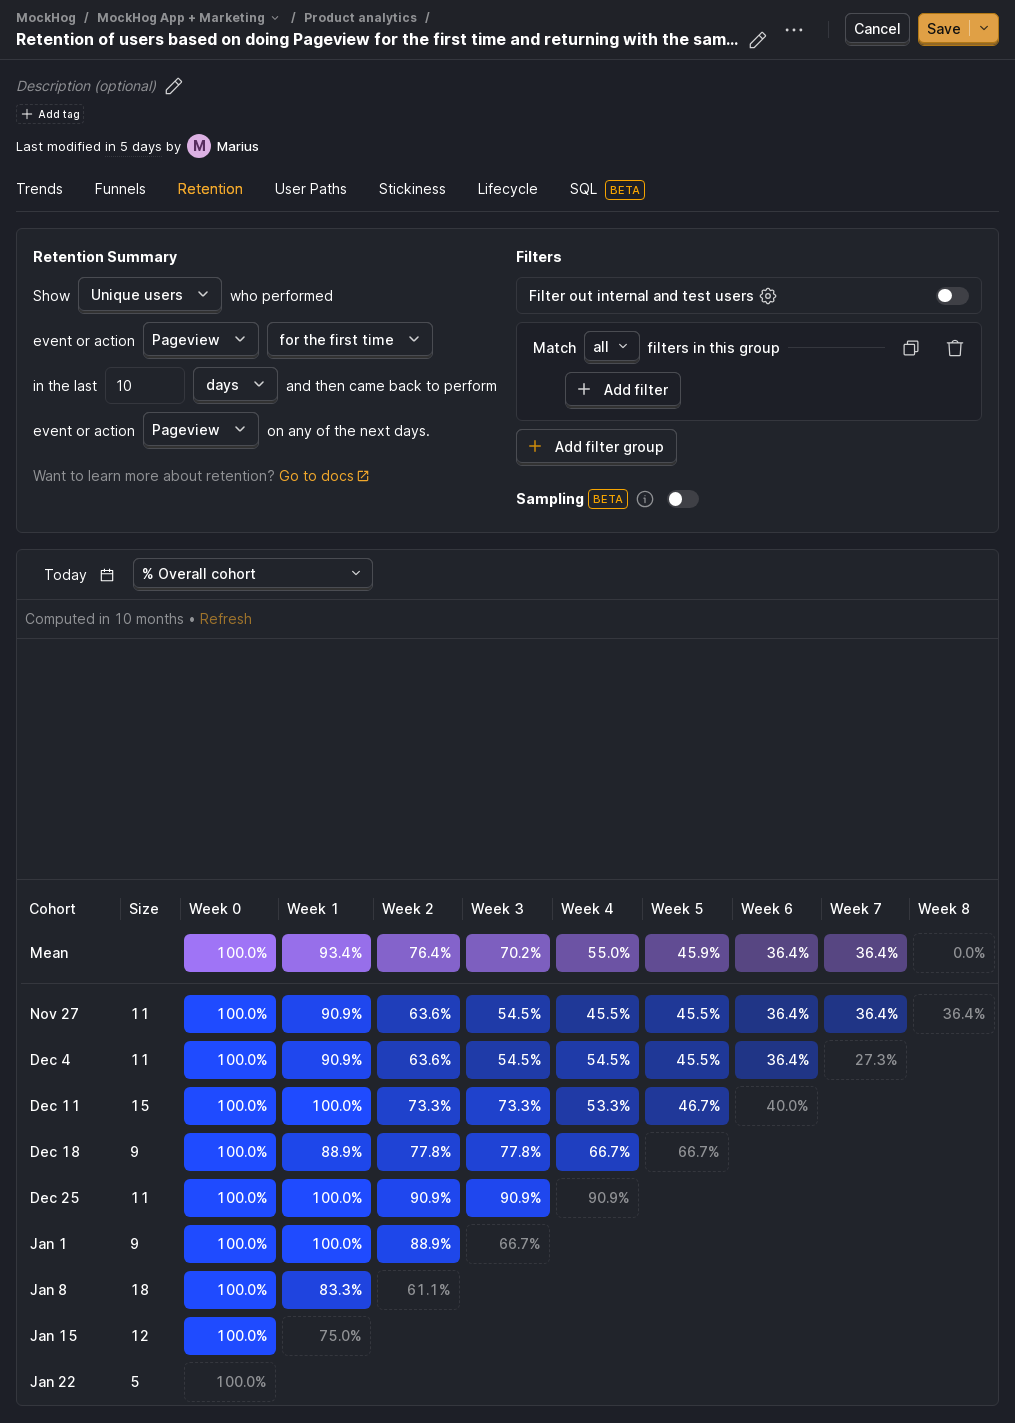 MockHog / MockHog App + Marketing / Product analytics /
Retention of users based on doing Pageview for the first time and returning with the sam...
Cancel
Save
Description (optional)
Add tag
Last modified in 5 days by M Marius
Trends Funnels Retention User Paths Stickiness Lifecycle SQL BETA
Retention Summary
Show Unique users who performed
event or action Pageview for the first time
in the last 10 days and then came back to perform
event or action Pageview on any of the next days.
Want to learn more about retention? Go to docs
Filters
Filter out internal and test users
Match all filters in this group
Add filter
Add filter group
Sampling BETA
Today % Overall cohort
Computed in 10 months • Refresh
Cohort Size Week 0 Week 1 Week 2 Week 3 Week 4 Week 5 Week 6 Week 7 Week 8
Mean 100.0% 93.4% 76.4% 70.2% 55.0% 45.9% 36.4% 36.4% 0.0%
Nov 27 11 100.0% 90.9% 63.6% 54.5% 45.5% 45.5% 36.4% 36.4% 36.4%
Dec 4 11 100.0% 90.9% 63.6% 54.5% 54.5% 45.5% 36.4% 27.3%
Dec 11 15 100.0% 100.0% 73.3% 73.3% 53.3% 46.7% 40.0%
Dec 18 9 100.0% 88.9% 77.8% 77.8% 66.7% 66.7%
Dec 25 11 100.0% 100.0% 90.9% 90.9% 90.9%
Jan 1 9 100.0% 100.0% 88.9% 66.7%
Jan 8 18 100.0% 83.3% 61.1%
Jan 15 12 100.0% 75.0%
Jan 22 5 100.0%